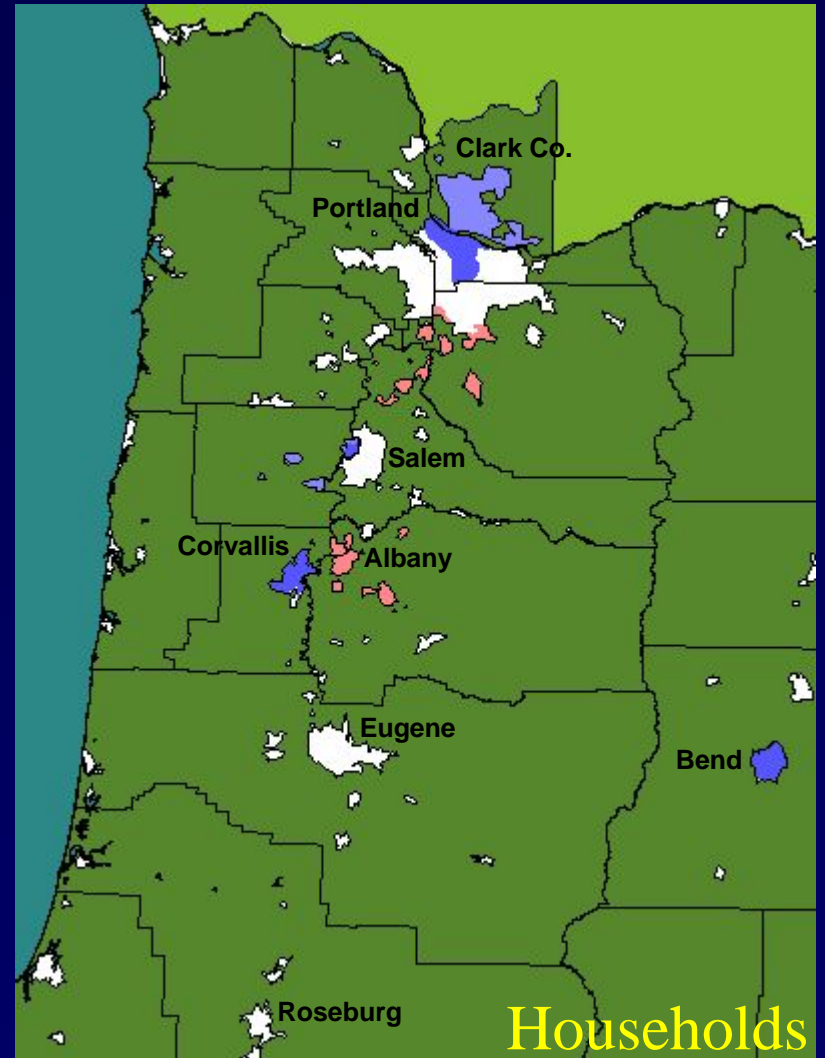 Clark Co.
Portland
Salem
Corvallis
Albany
Eugene
Bend
Roseburg
Households